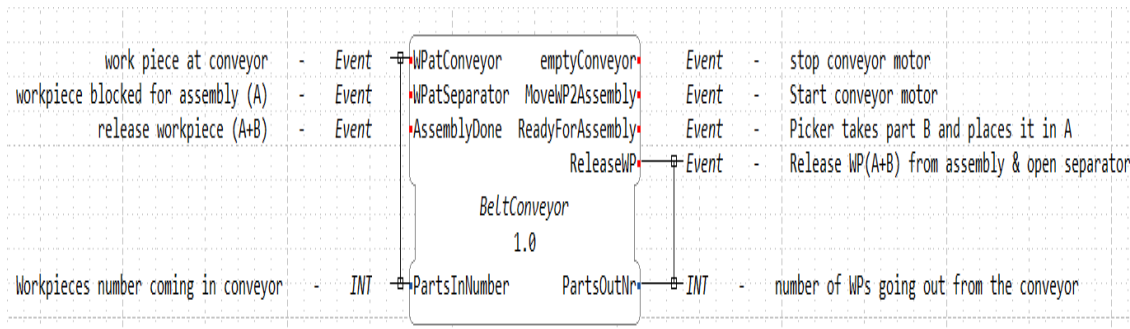 work piece at conveyor - Event WPatConveyor emptyConveyor Event - stop conveyor motor
workpiece blocked for assembly (A) - Event WPatSeparator MoveWP2Assembly Event - Start conveyor motor
release workpiece (A+B) - Event AssemblyDone ReadyForAssembly Event - Picker takes part B and places it in A
ReleaseWP Event - Release WP(A+B) from assembly & open separator
BeltConveyor
1.0
Workpieces number coming in conveyor - INT PartsInNumber PartsOutNr INT - number of WPs going out from the conveyor